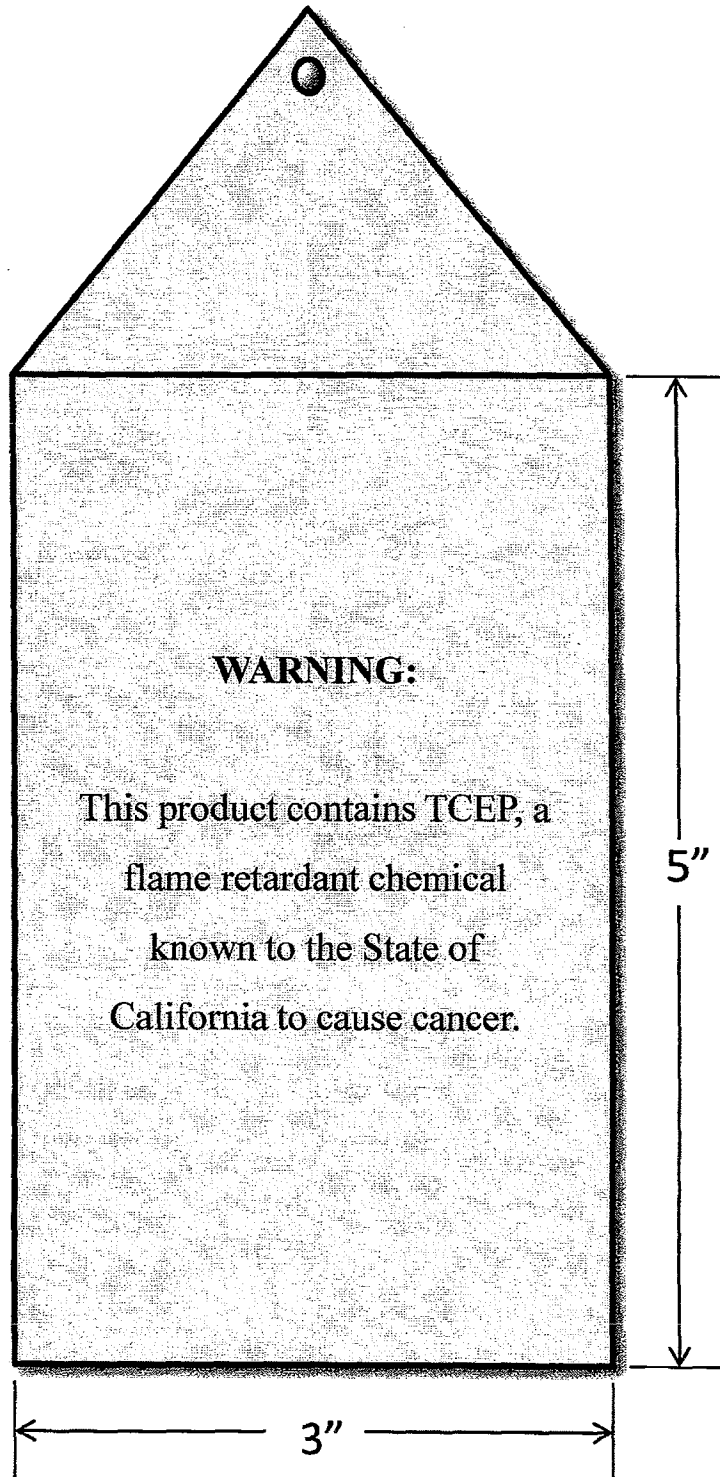 WARNING:
This product contains TCEP, a
flame retardant chemical
known to the State of
California to cause cancer.
5”
3”